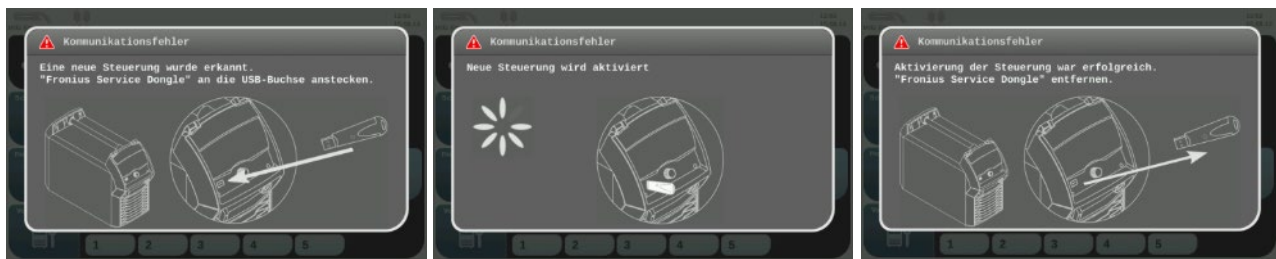 Kommunikationsfehler
Eine neue Steuerung wurde erkannt.
"Fronius Service Dongle" an die USB-Buchse anstecken.
1 2 3 4 5
Kommunikationsfehler
Neue Steuerung wird aktiviert
1 2 3 4 5
Kommunikationsfehler
Aktivierung der Steuerung war erfolgreich.
"Fronius Service Dongle" entfernen.
1 2 3 4 5